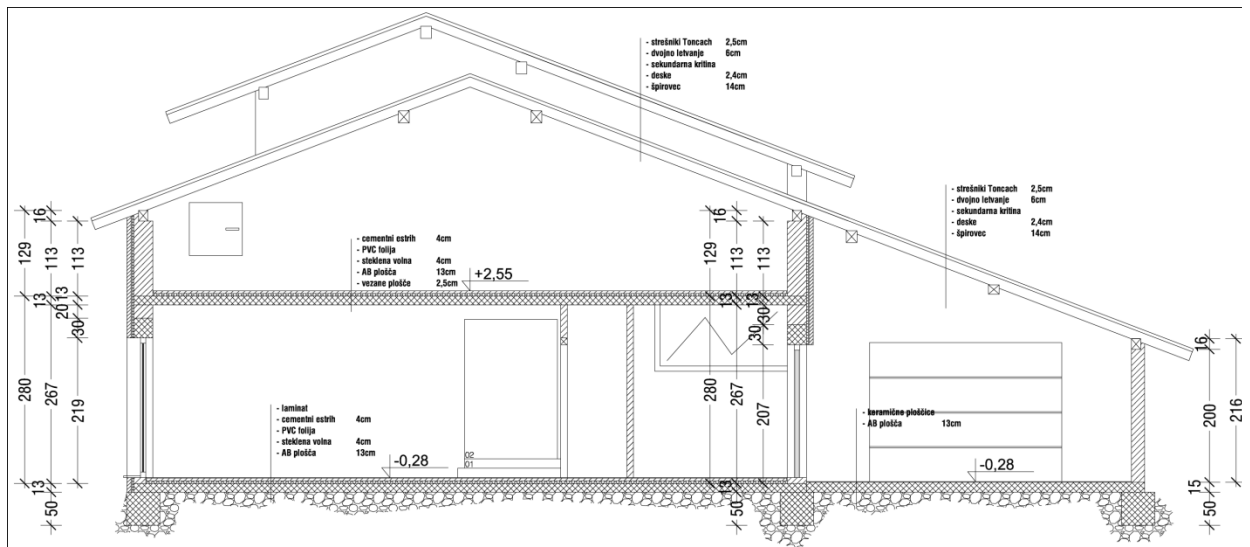 - strešniki Toncach 2,5cm
- dvojno letvanje 6cm
- sekundarna kritina
- deske 2,4cm
- špirovec 14cm
- strešniki Toncach 2,5cm
- dvojno letvanje 6cm
- sekundarna kritina
- deske 2,4cm
- špirovec 14cm
- cementni estrih 4cm
- PVC folija
- steklena volna 4cm
- AB plošča 13cm
- vezane plošče 2,5cm
+2,55
16
129
113
113
13
13
20
30
280
267
219
13
50
16
129
113
113
13
13
30
30
280
267
207
13
50
- laminat
- cementni estrih 4cm
- PVC folija
- steklena volna 4cm
- AB plošča 13cm
02
01
-0,28
- keramične ploščice
- AB plošča 13cm
-0,28
16
200
216
15
50